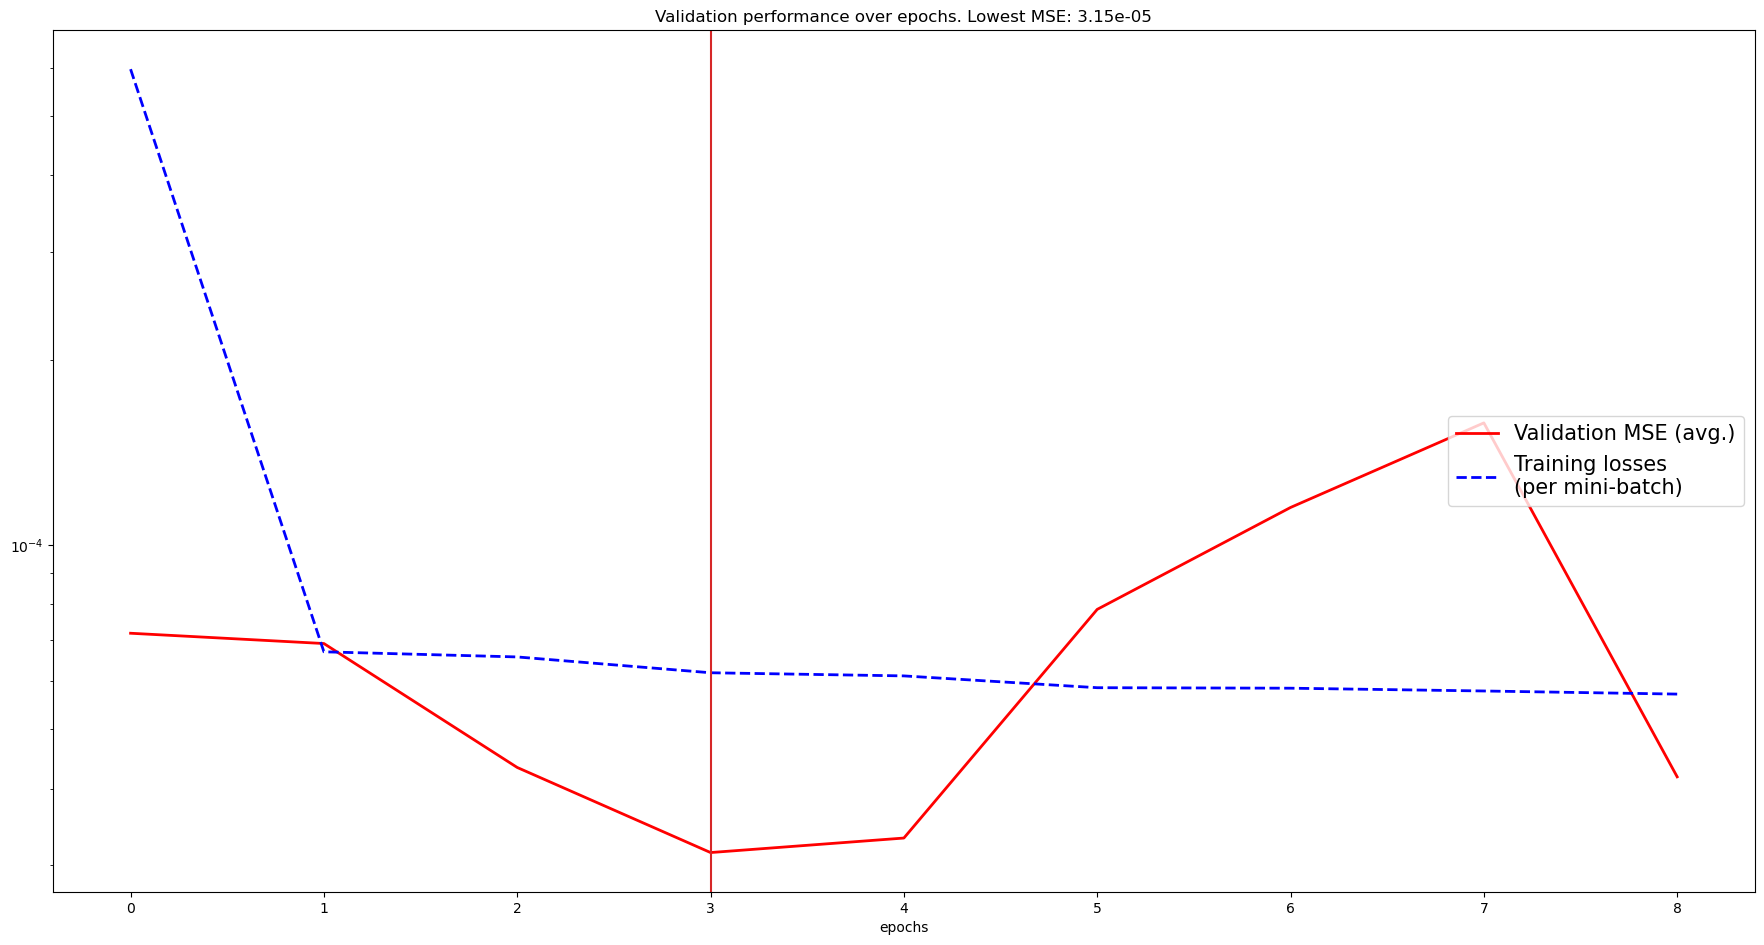 Validation performance over epochs. Lowest MSE: 3.15e-05
10⁻⁴
Validation MSE (avg.)
Training losses
(per mini-batch)
0 1 2 3 4 5 6 7 8
epochs